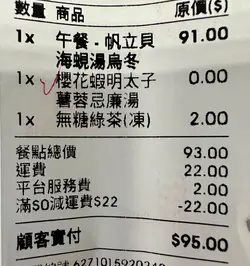 數量 商品 原價($)
1x 午餐 - 帆立貝 91.00
海蜆湯烏冬
1x 櫻花蝦明太子 0.00
薯蓉忌廉湯
1x 無糖綠茶(凍) 2.00
餐點總價 93.00
運費 22.00
平台服務費 2.00
滿$0減運費$22 -22.00
顧客實付 $95.00